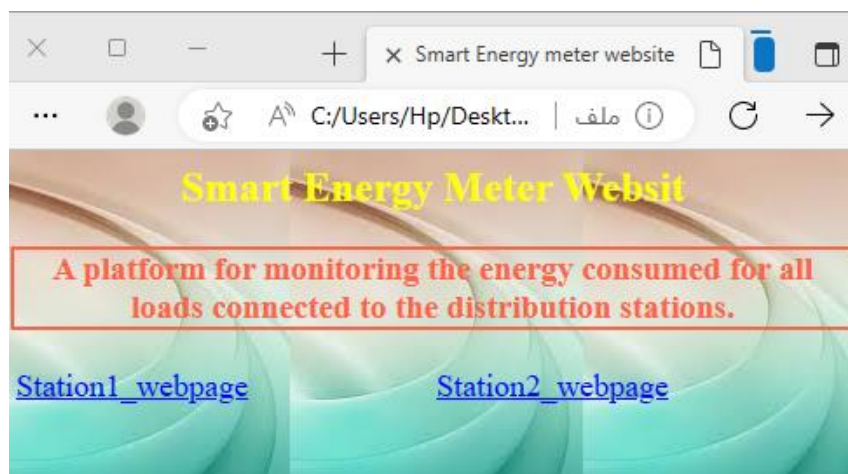 Smart Energy meter website
C:/Users/Hp/Deskt... | ملف
Smart Energy Meter Websit
A platform for monitoring the energy consumed for all
loads connected to the distribution stations.
Station1_webpage Station2_webpage